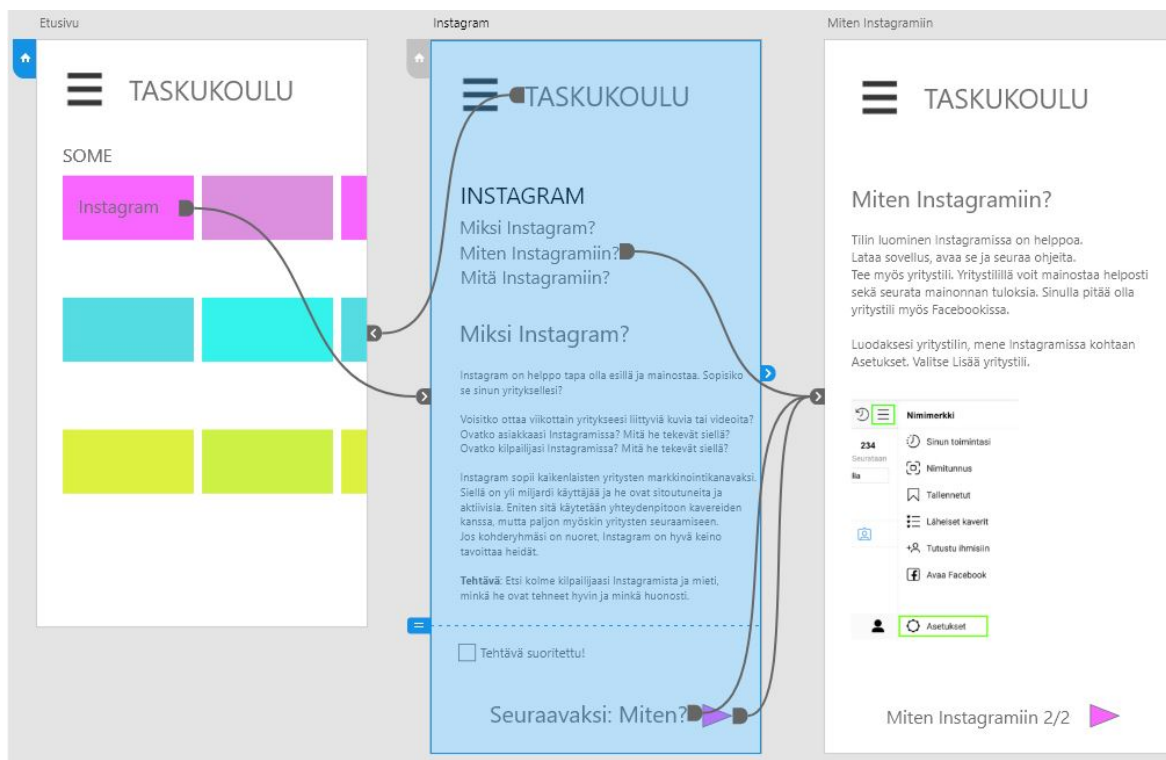 Etusivu
TASKUKOULU
SOME
Instagram
Instagram
TASKUKOULU
INSTAGRAM
Miksi Instagram?
Miten Instagramiin?
Mitä Instagramiin?
Miksi Instagram?
Instagram on helppo tapa olla esillä ja mainostaa. Sopisiko
se sinun yrityksellesi?
Voisitko ottaa viikottain yritykseesi liittyviä kuvia tai videoita?
Ovatko asiakkaasi Instagramissa? Mitä he tekevät siellä?
Ovatko kilpailijasi Instagramissa? Mitä he tekevät siellä?
Instagram sopii kaikenlaisten yritysten markkinointikanavaksi.
Siellä on yli miljardi käyttäjää ja he ovat sitoutuneita ja
aktiivisia. Eniten sitä käytetään yhteydenpitoon kavereiden
kanssa, mutta paljon myöskin yritysten seuraamiseen.
Jos kohderyhmäsi on nuoret, Instagram on hyvä keino
tavoittaa heidät.
Tehtävä: Etsi kolme kilpailijaasi Instagramista ja mieti,
minkä he ovat tehneet hyvin ja minkä huonosti.
Tehtävä suoritettu!
Seuraavaksi: Miten?
Miten Instagramiin
TASKUKOULU
Miten Instagramiin?
Tilin luominen Instagramissa on helppoa.
Lataa sovellus, avaa se ja seuraa ohjeita.
Tee myös yritystili. Yritystilillä voit mainostaa helposti
sekä seurata mainonnan tuloksia. Sinulla pitää olla
yritystili myös Facebookissa.
Luodaksesi yritystilin, mene Instagramissa kohtaan
Asetukset. Valitse Lisää yritystili.
Nimimerkki
234
Seurataan
lla
Sinun toimintasi
Nimitunnus
Tallennetut
Läheiset kaverit
Tutustu ihmisiin
Avaa Facebook
Asetukset
Miten Instagramiin 2/2